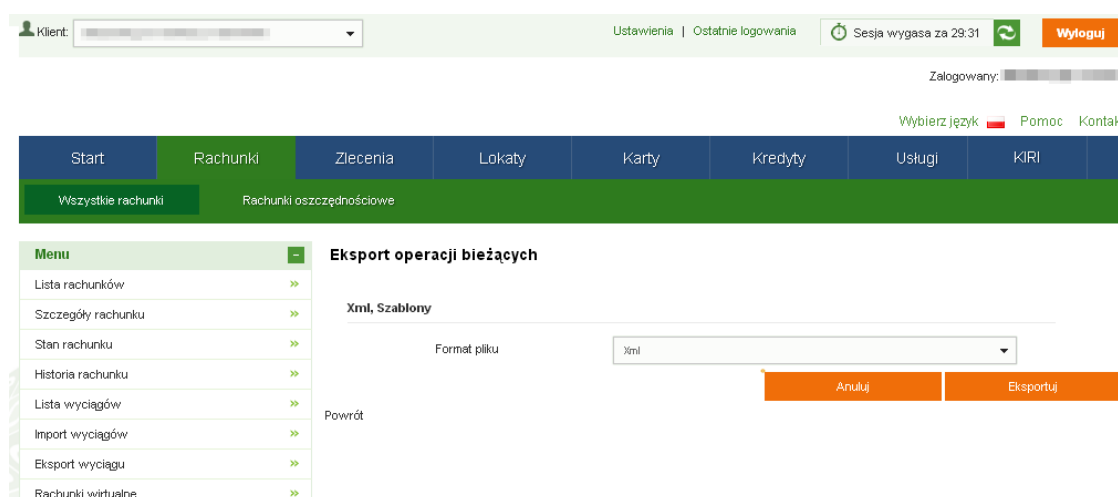 Klient:
Ustawienia | Ostatnie logowania Sesja wygasa za 29:31 Wyloguj
Zalogowany:
Wybierz język Pomoc Kontak
Start Rachunki Zlecenia Lokaty Karty Kredyty Usługi KIRI
Wszystkie rachunki Rachunki oszczędnościowe
Menu
Eksport operacji bieżących
Lista rachunków
Szczegóły rachunku
Xml, Szablony
Stan rachunku
Format pliku Xml
Historia rachunku
Anuluj Eksportuj
Lista wyciągów
Powrót
Import wyciągów
Eksport wyciągu
Rachunki wirtualne